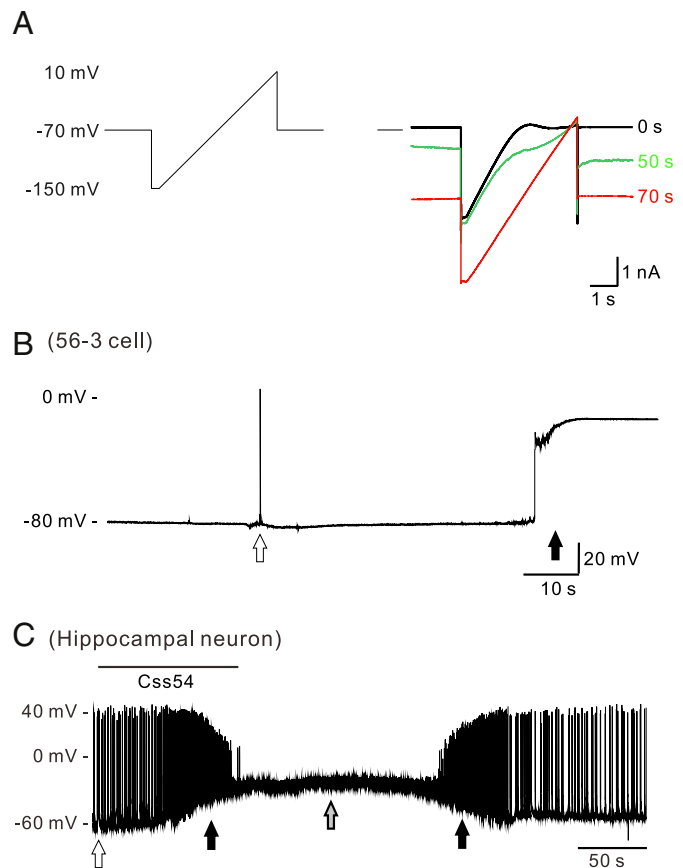 A
10 mV
-70 mV
-150 mV
0 s
50 s
70 s
1 nA
1 s
B (56-3 cell)
0 mV -
-80 mV -
20 mV
10 s
C (Hippocampal neuron)
Css54
40 mV -
0 mV -
-60 mV -
50 s